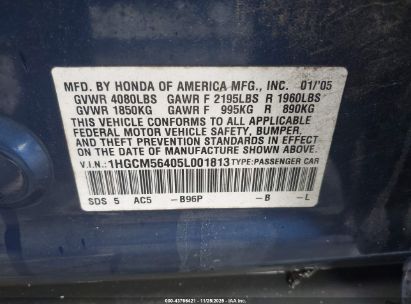 MFD. BY HONDA OF AMERICA MFG., INC. 01/'05
GVWR 4080LBS GAWR F 2195LBS R 1960LBS
GVWR 1850KG GAWR F 995KG R 890KG
THIS VEHICLE CONFORMS TO ALL APPLICABLE
FEDERAL MOTOR VEHICLE SAFETY, BUMPER,
AND THEFT PREVENTION STANDARDS IN EFFECT
ON THE DATE OF MANUFACTURE SHOWN ABOVE.
V.I.N.: 1HGCM56405L001813 TYPE: PASSENGER CAR
SDS 5 AC5 -B96P -B -L